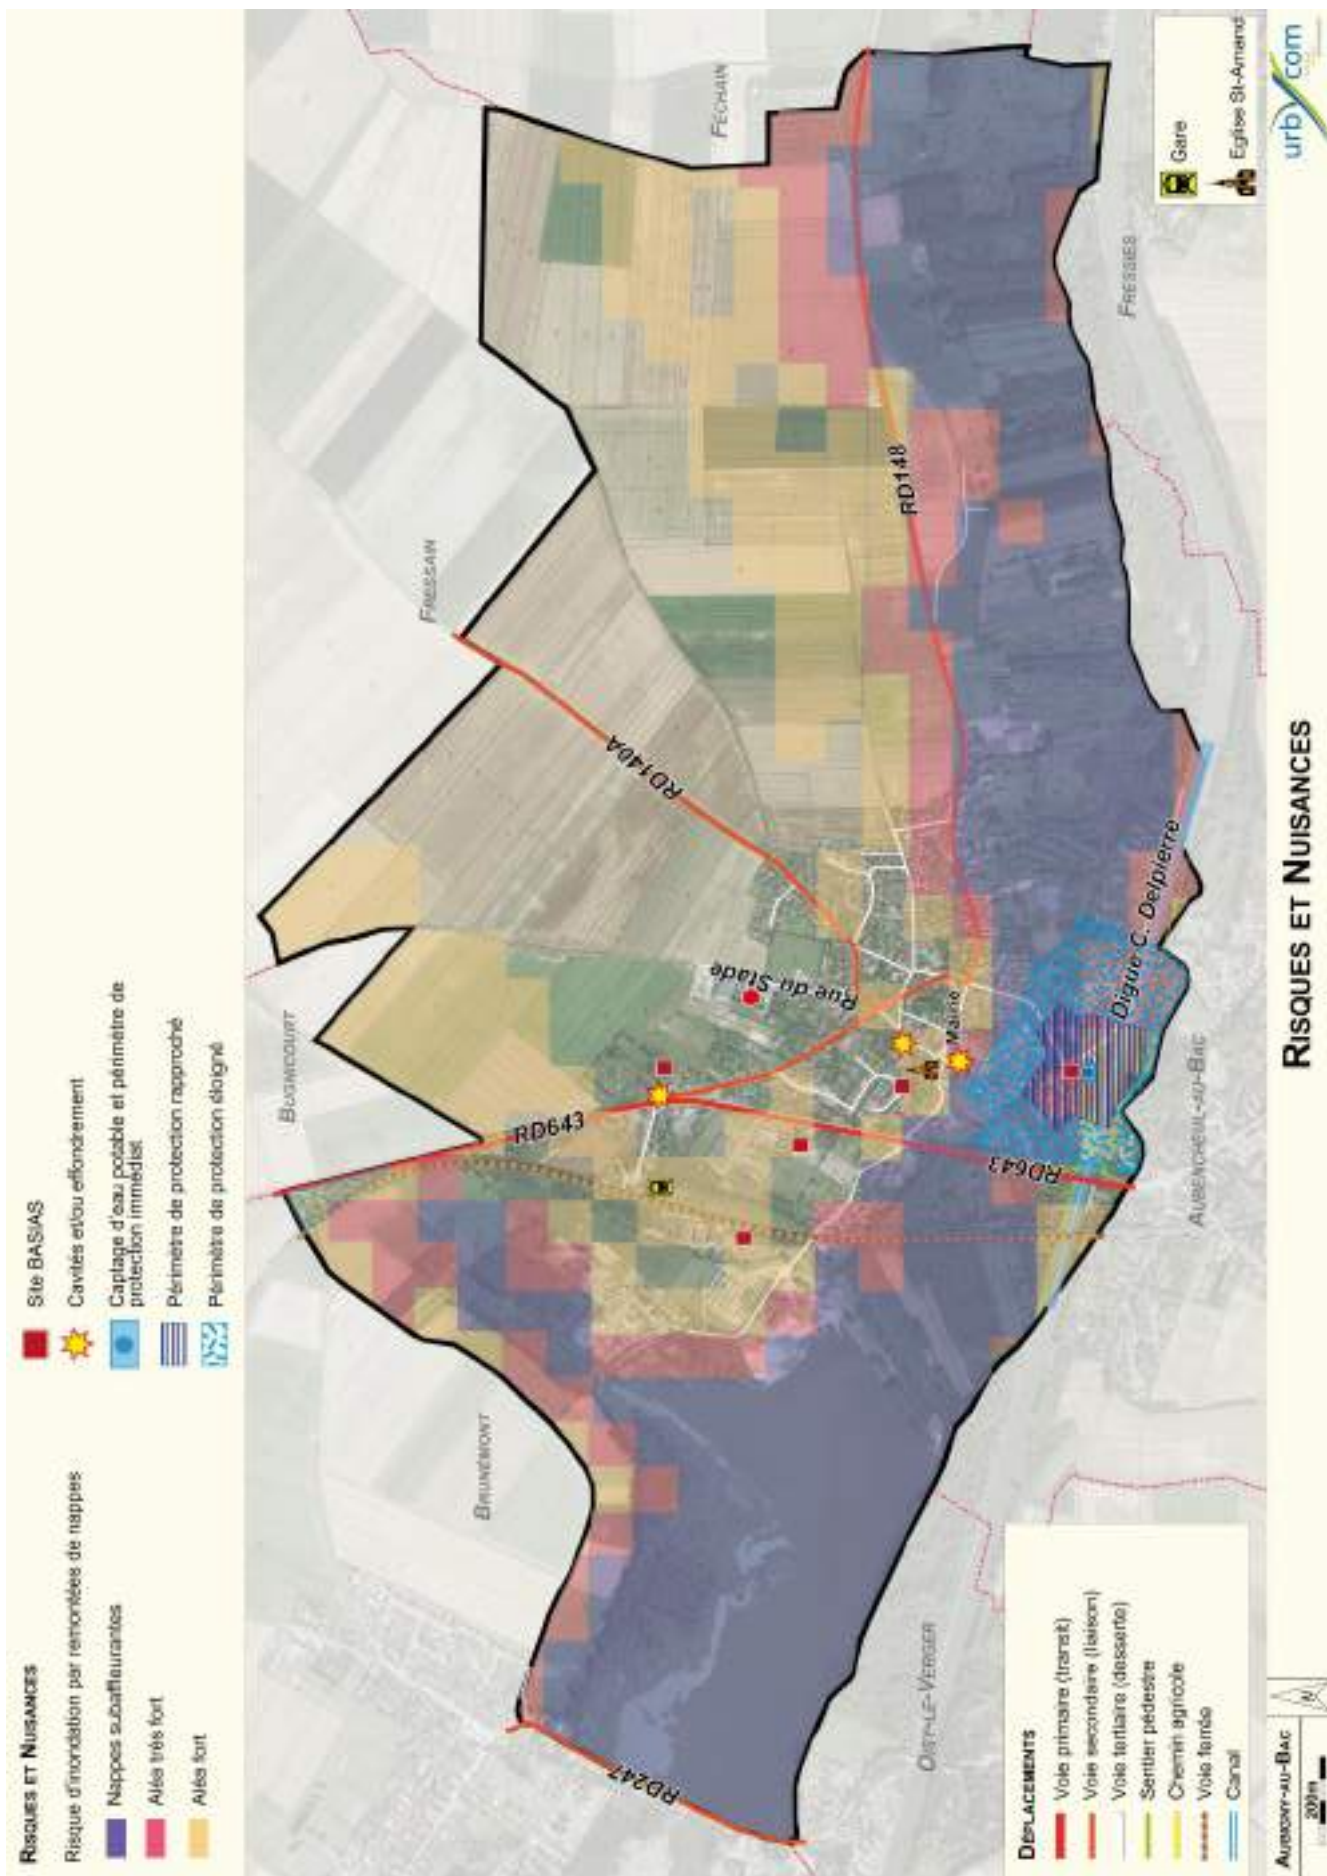 RISQUES ET NUISANCES
Risque d'inondation par remontées de nappes
Nappes subaffleurantes
Aléa très fort
Aléa fort
Site BASIAS
Cavités et/ou effondrement
Captage d'eau potable et périmètre de
protection immédiat
Périmètre de protection rapproché
Périmètre de protection éloigné
BUGNICOURT
FRESSAIN
FÉCHAIN
BRUNÉMONT
RD643
RD140A
RD148
Rue du Stade
Mairie
RD643
RD247
Digue C. Delpierre
OISY-LE-VERGER
AUBENCHEUL-AU-BAC
FRESSIES
DÉPLACEMENTS
Voie primaire (transit)
Voie secondaire (liaison)
Voie tertiaire (desserte)
Sentier pédestre
Chemin agricole
Voie ferrée
Canal
Gare
Eglise St-Amand
AUBIGNY-AU-BAC
200m
N
RISQUES ET NUISANCES
urbycom